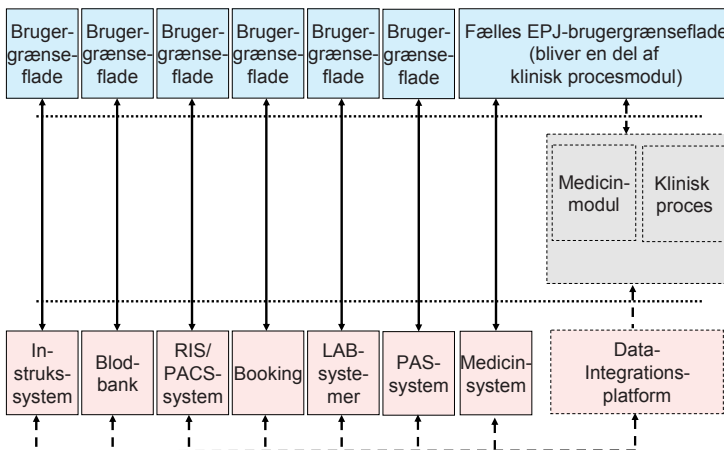 Bruger-
grænse-
flade
Bruger-
grænse-
flade
Bruger-
grænse-
flade
Bruger-
grænse-
flade
Bruger-
grænse-
flade
Bruger-
grænse-
flade
Fælles EPJ-brugergrænseflade
(bliver en del af
klinisk procesmodul)
Medicin-
modul
Klinisk
proces
In-
struks-
system
Blod-
bank
RIS/
PACS-
system
Booking
LAB-
syste-
mer
PAS-
system
Medicin-
system
Data-
Integrations-
platform